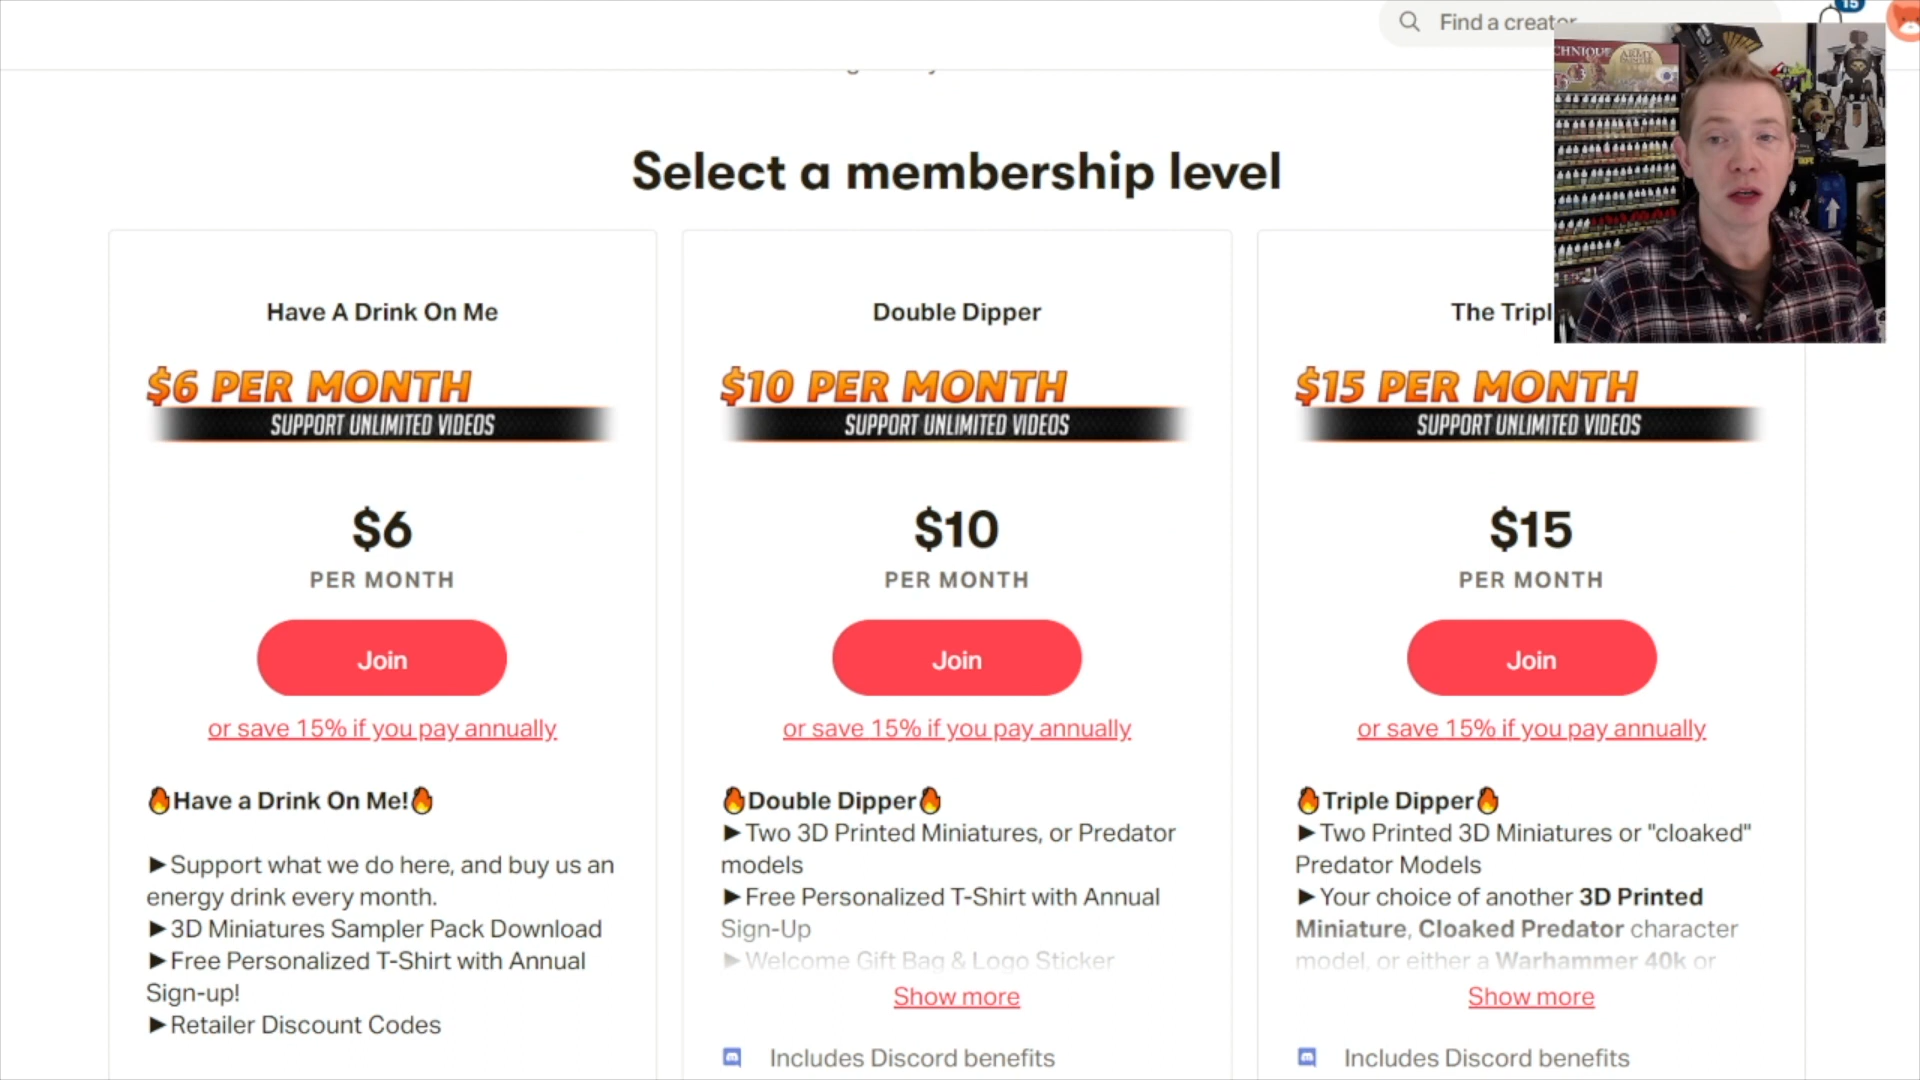 Find a creator
15
CHNIQUE
ARMY
Select a membership level
Have A Drink On Me
$6 PER MONTH
SUPPORT UNLIMITED VIDEOS
$6
PER MONTH
Join
or save 15% if you pay annually
🔥Have a Drink On Me!🔥
►Support what we do here, and buy us an
energy drink every month.
►3D Miniatures Sampler Pack Download
►Free Personalized T-Shirt with Annual
Sign-up!
►Retailer Discount Codes
Double Dipper
$10 PER MONTH
SUPPORT UNLIMITED VIDEOS
$10
PER MONTH
Join
or save 15% if you pay annually
🔥Double Dipper🔥
►Two 3D Printed Miniatures, or Predator
models
►Free Personalized T-Shirt with Annual
Sign-Up
►Welcome Gift Bag & Logo Sticker
Show more
Includes Discord benefits
The Tripl
$15 PER MONTH
SUPPORT UNLIMITED VIDEOS
$15
PER MONTH
Join
or save 15% if you pay annually
🔥Triple Dipper🔥
►Two Printed 3D Miniatures or "cloaked"
Predator Models
►Your choice of another 3D Printed
Miniature, Cloaked Predator character
model, or either a Warhammer 40k or
Show more
Includes Discord benefits